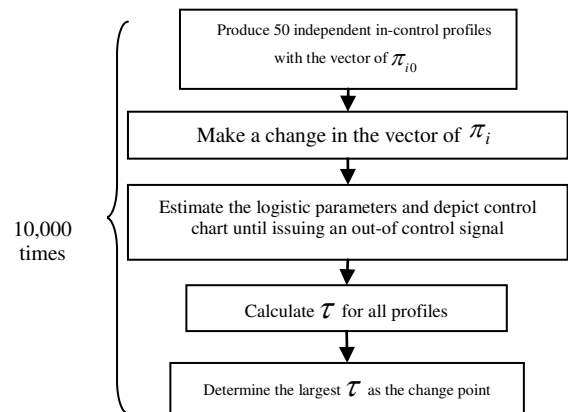 Produce 50 independent in-control profiles
with the vector of π_{i0}
Make a change in the vector of π_i
Estimate the logistic parameters and depict control
chart until issuing an out-of control signal
10,000
times
Calculate τ for all profiles
Determine the largest τ as the change point